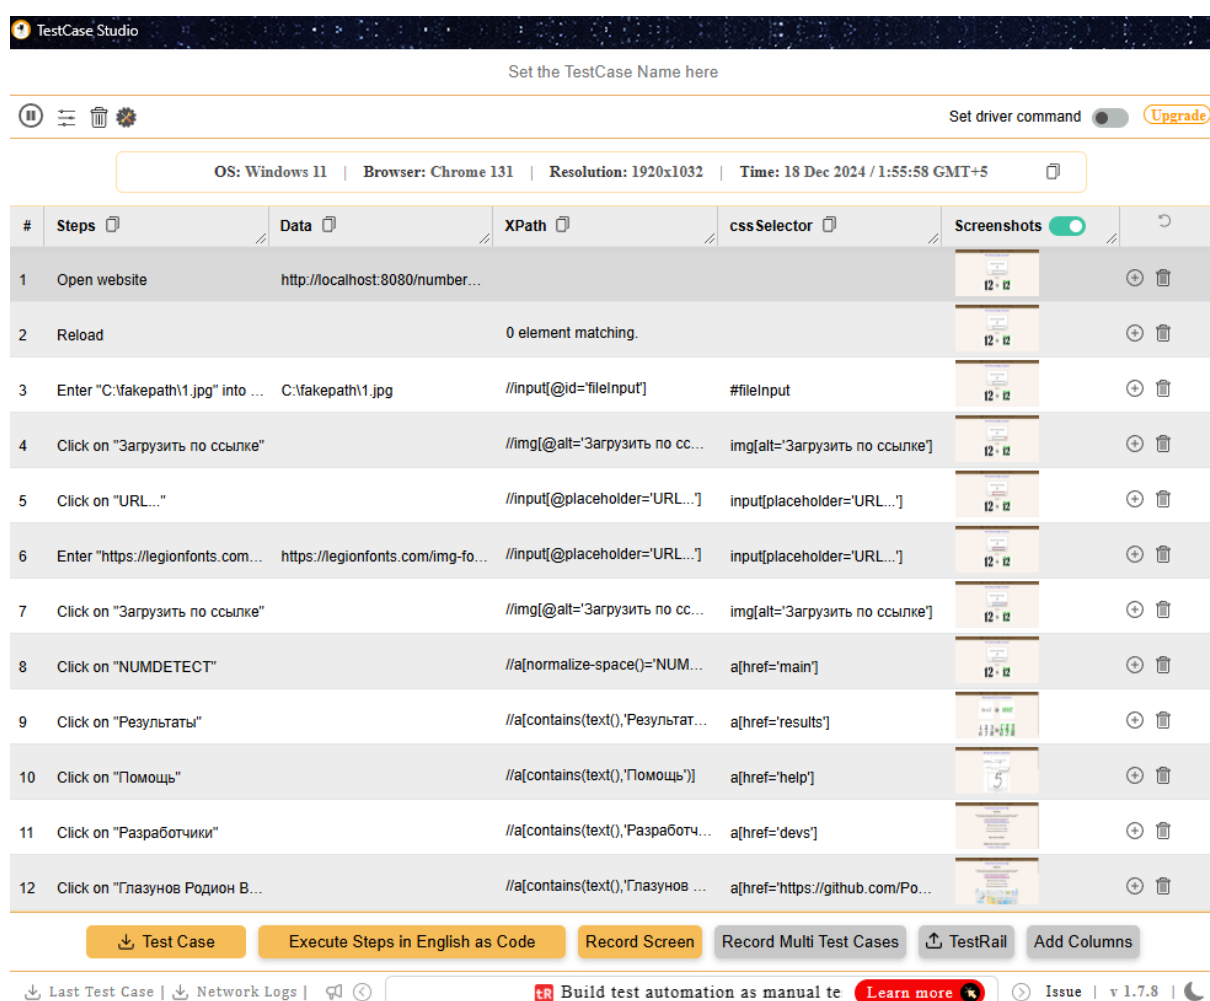 TestCase Studio
Set the TestCase Name here
Set driver command Upgrade
OS: Windows 11 | Browser: Chrome 131 | Resolution: 1920x1032 | Time: 18 Dec 2024 / 1:55:58 GMT+5
# Steps Data XPath cssSelector Screenshots
1 Open website http://localhost:8080/number...
2 Reload 0 element matching.
3 Enter "C:\fakepath\1.jpg" into ... C:\fakepath\1.jpg //input[@id='fileInput'] #fileInput
4 Click on "Загрузить по ссылке" //img[@alt='Загрузить по сс... img[alt='Загрузить по ссылке']
5 Click on "URL..." //input[@placeholder='URL...'] input[placeholder='URL...']
6 Enter "https://legionfonts.com... https://legionfonts.com/img-fo... //input[@placeholder='URL...'] input[placeholder='URL...']
7 Click on "Загрузить по ссылке" //img[@alt='Загрузить по сс... img[alt='Загрузить по ссылке']
8 Click on "NUMDETECT" //a[normalize-space()='NUM... a[href='main']
9 Click on "Результаты" //a[contains(text(),'Результат... a[href='results']
10 Click on "Помощь" //a[contains(text(),'Помощь')] a[href='help']
11 Click on "Разработчики" //a[contains(text(),'Разработч... a[href='devs']
12 Click on "Глазунов Родион В... //a[contains(text(),'Глазунов ... a[href='https://github.com/Po...
Test Case Execute Steps in English as Code Record Screen Record Multi Test Cases TestRail Add Columns
Last Test Case | Network Logs | tR Build test automation as manual te Learn more Issue | v 1.7.8 |